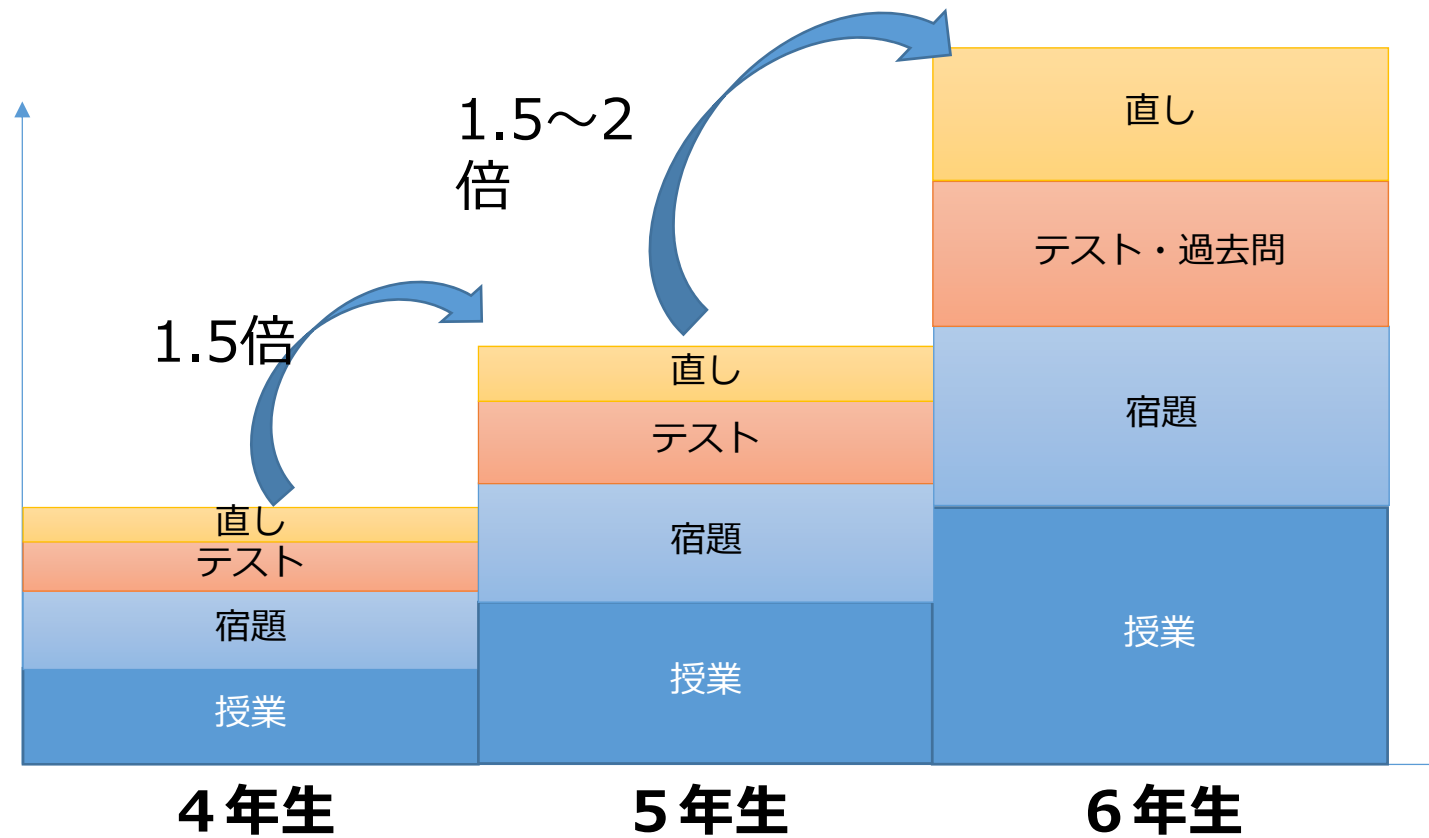 1.5～2
倍
1.5倍
直し
テスト
宿題
授業
直し
テスト
宿題
授業
直し
テスト・過去問
宿題
授業
４年生
５年生
６年生